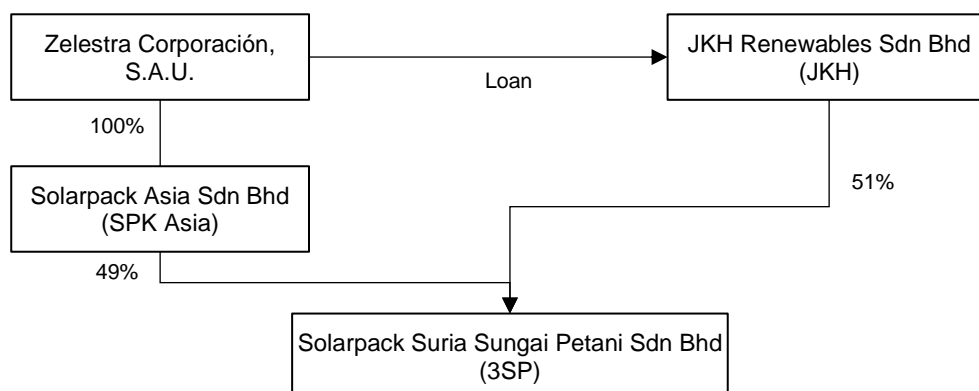 Zelestra Corporación,
S.A.U.
JKH Renewables Sdn Bhd
(JKH)
Loan
100%
Solarpack Asia Sdn Bhd
(SPK Asia)
51%
49%
Solarpack Suria Sungai Petani Sdn Bhd
(3SP)